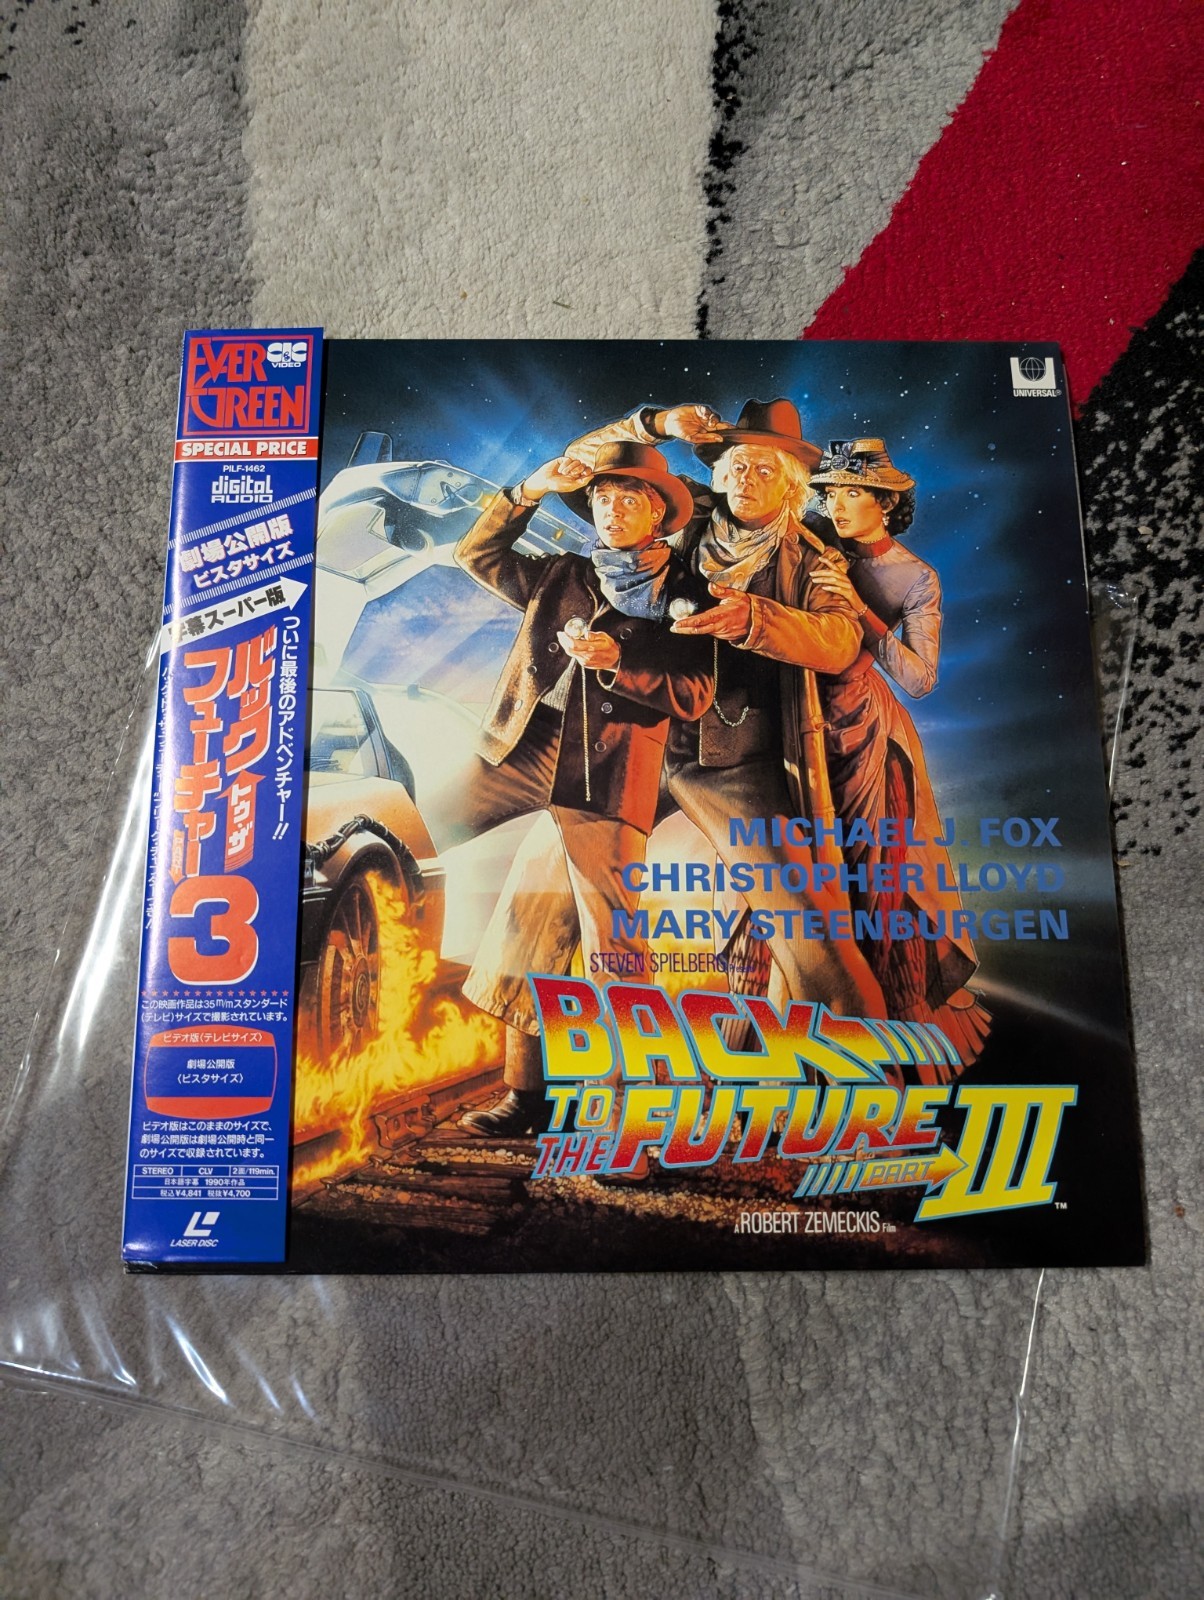 EVER
GREEN
CIC
&
VIDEO
SPECIAL PRICE
PILF-1462
digital
AUDIO
劇場公開版
ビスタサイズ
字幕スーパー版
ついに最後のアドベンチャー!!
バック
トゥ・ザ
フューチャー
PART
3
この映画作品は35m/mスタンダード
〈テレビ〉サイズで撮影されています。
ビデオ版〈テレビサイズ〉
劇場公開版
〈ビスタサイズ〉
ビデオ版はこのままのサイズで、
劇場公開版は劇場公開時と同一
のサイズで収録されています。
STEREO CLV 2面/119min.
日本語字幕 1990年作品
税込¥4,841 税抜¥4,700
LASER DISC
UNIVERSAL®
MICHAEL J. FOX
CHRISTOPHER LLOYD
MARY STEENBURGEN
STEVEN SPIELBERG
BACK
TO
THE FUTURE
PART III
™
A ROBERT ZEMECKIS Film